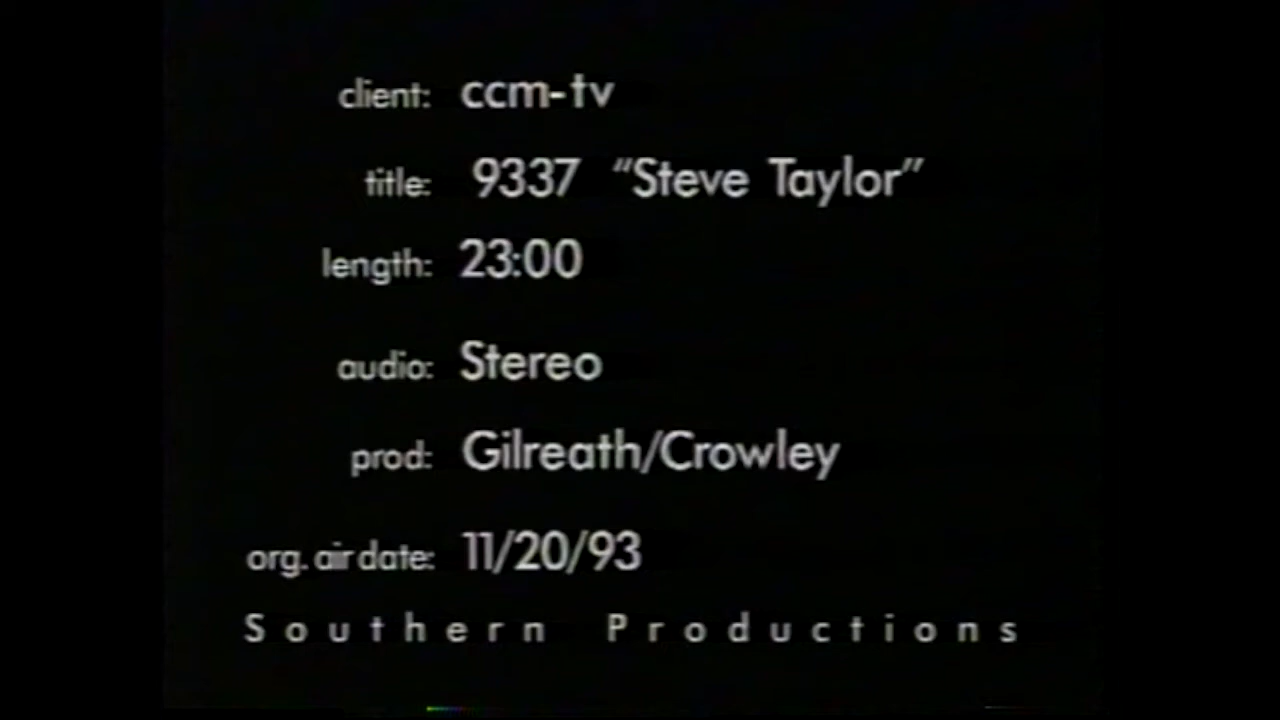 client: ccm-tv
title: 9337 “Steve Taylor”
length: 23:00
audio: Stereo
prod: Gilreath/Crowley
org. air date: 11/20/93
Southern Productions